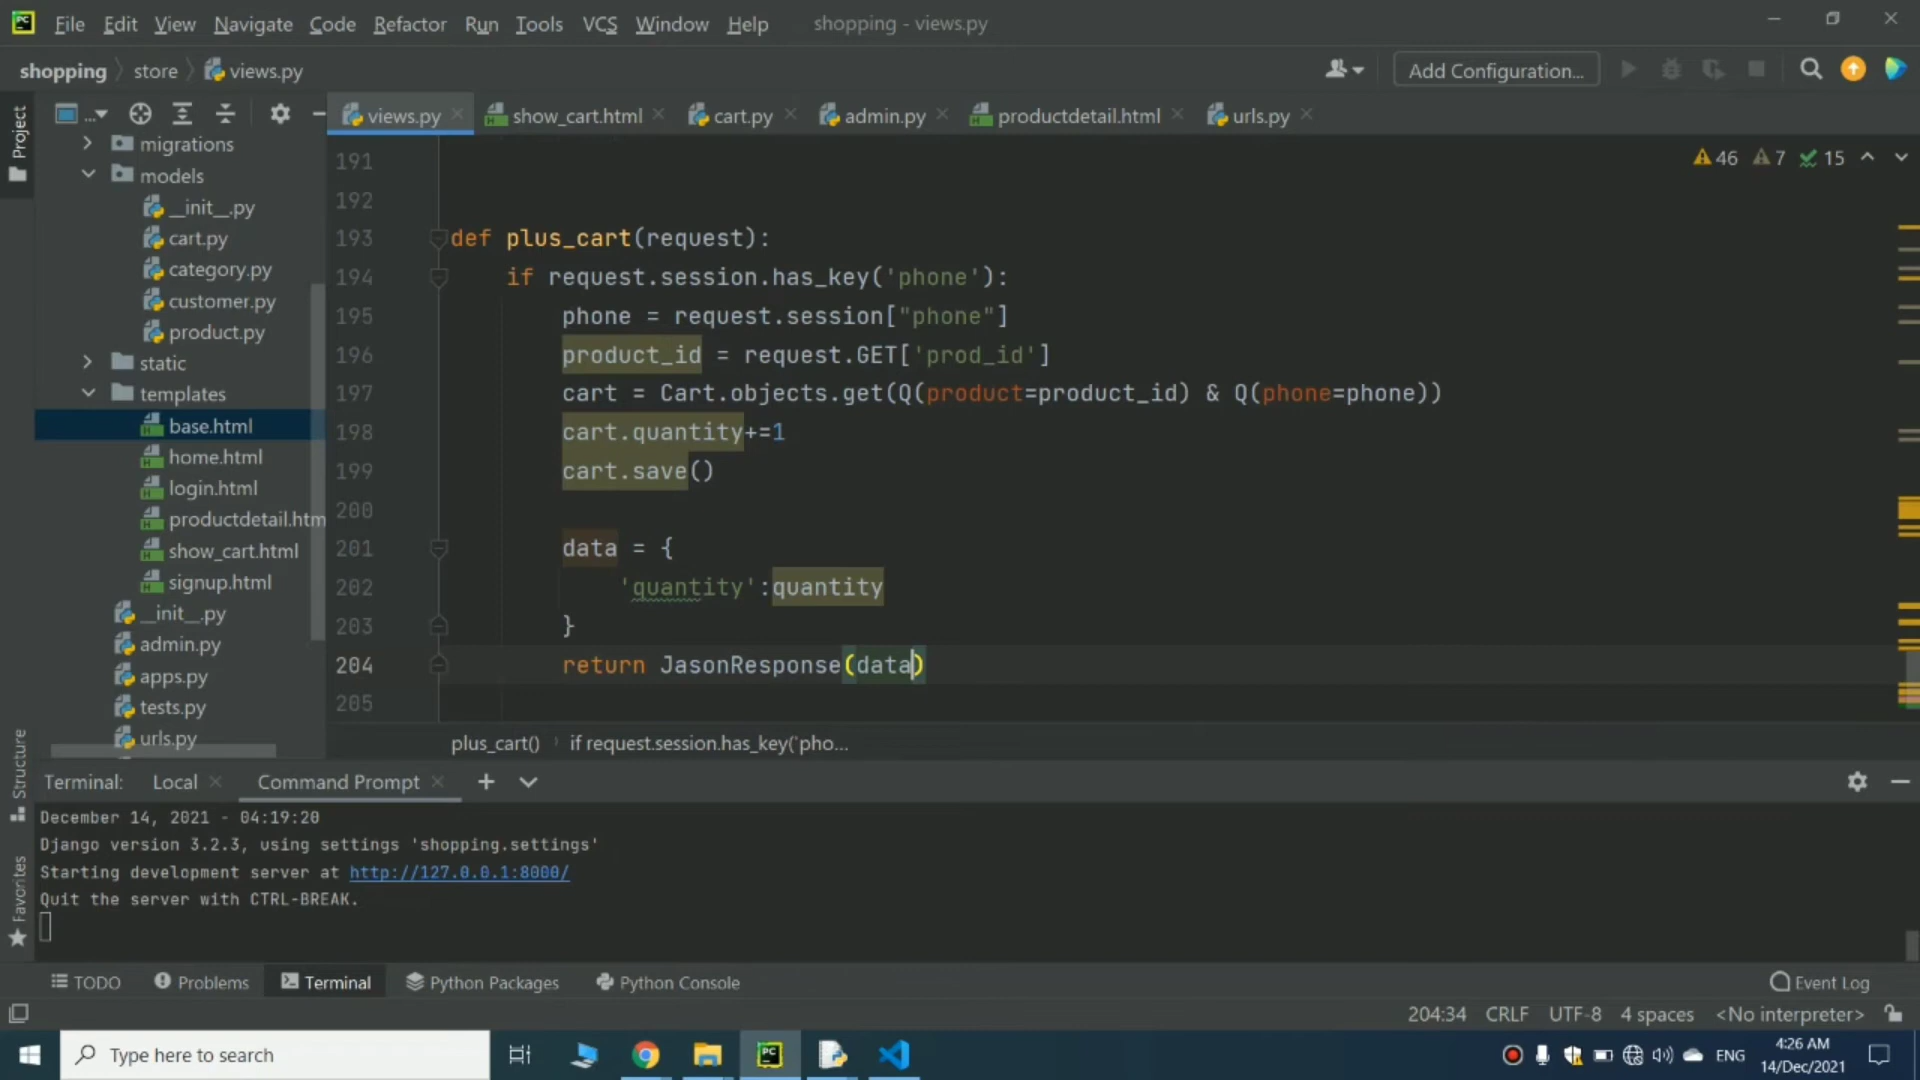 File Edit View Navigate Code Refactor Run Tools VCS Window Help shopping - views.py
shopping store views.py Add Configuration...
Project
... views.py show_cart.html cart.py admin.py productdetail.html urls.py
migrations
models
__init__.py
cart.py
category.py
customer.py
product.py
static
templates
base.html
home.html
login.html
productdetail.htm
show_cart.html
signup.html
__init__.py
admin.py
apps.py
tests.py
urls.py
46 7 15
191
192
193 def plus_cart(request):
194 if request.session.has_key('phone'):
195 phone = request.session["phone"]
196 product_id = request.GET['prod_id']
197 cart = Cart.objects.get(Q(product=product_id) & Q(phone=phone))
198 cart.quantity+=1
199 cart.save()
200
201 data = {
202 'quantity':quantity
203 }
204 return JasonResponse(data)
205
plus_cart() if request.session.has_key('pho...
Structure
Favorites
Terminal: Local Command Prompt
December 14, 2021 - 04:19:20
Django version 3.2.3, using settings 'shopping.settings'
Starting development server at http://127.0.0.1:8000/
Quit the server with CTRL-BREAK.
TODO Problems Terminal Python Packages Python Console Event Log
204:34 CRLF UTF-8 4 spaces <No interpreter>
Type here to search
PC
ENG
4:26 AM
14/Dec/2021